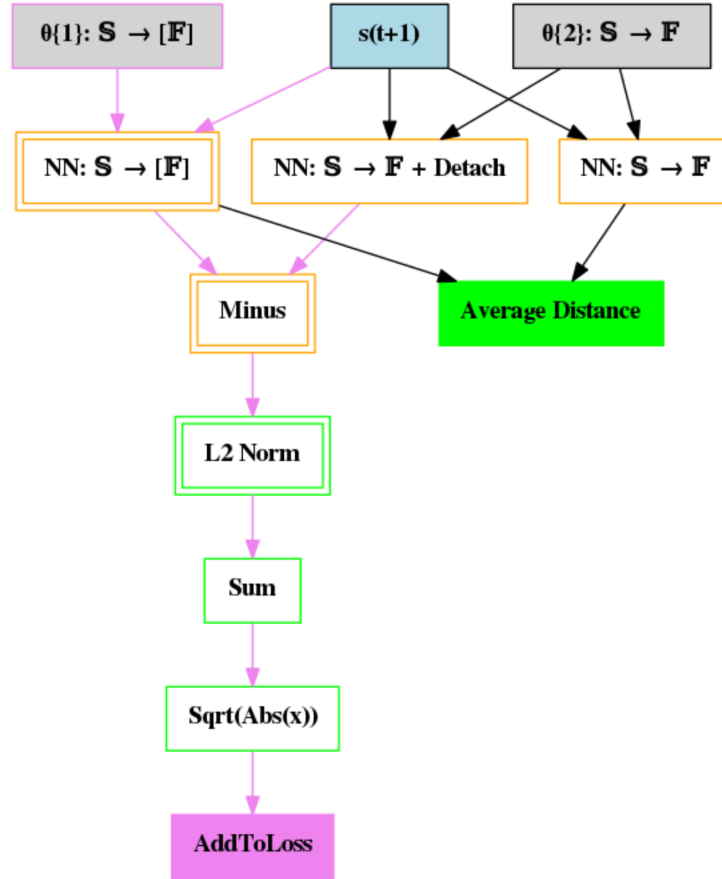 θ{1}: 𝕊 → [𝔽]
s(t+1)
θ{2}: 𝕊 → 𝔽
NN: 𝕊 → [𝔽]
NN: 𝕊 → 𝔽 + Detach
NN: 𝕊 → 𝔽
Minus
Average Distance
L2 Norm
Sum
Sqrt(Abs(x))
AddToLoss